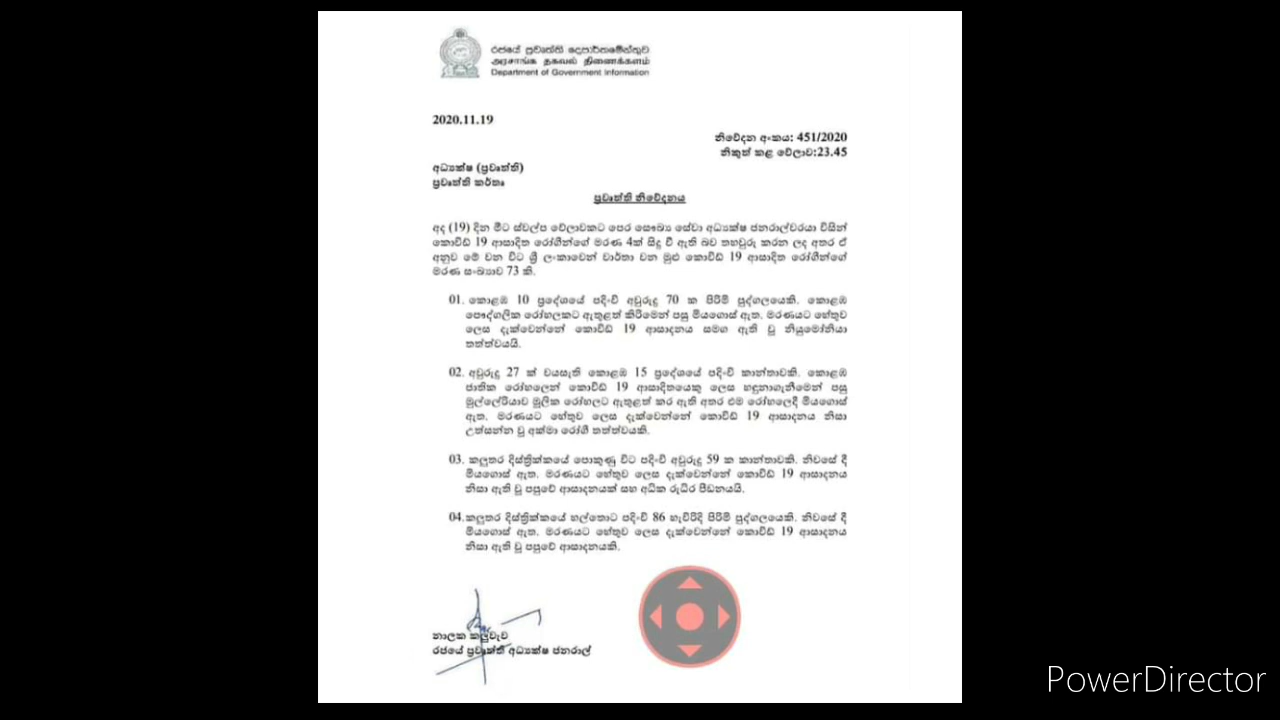 රජයේ ප්‍රවෘත්ති දෙපාර්තමේන්තුව
அரசாங்க தகவல் திணைக்களம்
Department of Government Information
2020.11.19
නිවේදන අංකය: 451/2020
නිකුත් කළ වේලාව:23.45
අධ්‍යක්ෂ (ප්‍රවෘත්ති)
ප්‍රවෘත්ති කර්තෘ
ප්‍රවෘත්ති නිවේදනය
අද (19) දින මීට ස්වල්ප වේලාවකට පෙර සෞඛ්‍ය සේවා අධ්‍යක්ෂ ජනරාල්වරයා විසින්
කොවිඩ් 19 ආසාදිත රෝගීන්ගේ මරණ 4ක් සිදු වී ඇති බව තහවුරු කරන ලද අතර ඒ
අනුව මේ වන විට ශ්‍රී ලංකාවෙන් වාර්තා වන මුළු කොවිඩ් 19 ආසාදිත රෝගීන්ගේ
මරණ සංඛ්‍යාව 73 කි.
01. කොළඹ 10 ප්‍රදේශයේ පදිංචි අවුරුදු 70 ක පිරිමි පුද්ගලයෙකි. කොළඹ
පෞද්ගලික රෝහලකට ඇතුළත් කිරීමෙන් පසු මියගොස් ඇත. මරණයට හේතුව
ලෙස දැක්වෙන්නේ කොවිඩ් 19 ආසාදනය සමග ඇති වූ නියුමෝනියා
තත්ත්වයයි.
02. අවුරුදු 27 ක් වයසැති කොළඹ 15 ප්‍රදේශයේ පදිංචි කාන්තාවකි. කොළඹ
ජාතික රෝහලෙන් කොවිඩ් 19 ආසාදිතයෙකු ලෙස හඳුනාගැනීමෙන් පසු
මුල්ලේරියාව මූලික රෝහලට ඇතුළත් කර ඇති අතර එම රෝහලෙදී මියගොස්
ඇත. මරණයට හේතුව ලෙස දැක්වෙන්නේ කොවිඩ් 19 ආසාදනය නිසා
උත්සන්න වූ අක්මා රෝගී තත්ත්වයකි.
03. කලුතර දිස්ත්‍රික්කයේ පොකුණු විට පදිංචි අවුරුදු 59 ක කාන්තාවකි. නිවසේ දී
මියගොස් ඇත. මරණයට හේතුව ලෙස දැක්වෙන්නේ කොවිඩ් 19 ආසාදනය
නිසා ඇති වූ පපුවේ ආසාදනයක් සහ අධික රුධිර පීඩනයයි.
04.කලුතර දිස්ත්‍රික්කයේ හල්තොට පදිංචි 86 හැවිරිදි පිරිමි පුද්ගලයෙකි. නිවසේ දී
මියගොස් ඇත. මරණයට හේතුව ලෙස දැක්වෙන්නේ කොවිඩ් 19 ආසාදනය
නිසා ඇති වූ පපුවේ ආසාදනයකි.
නාලක කලුවැව
රජයේ ප්‍රවෘත්ති අධ්‍යක්ෂ ජනරාල්
PowerDirector